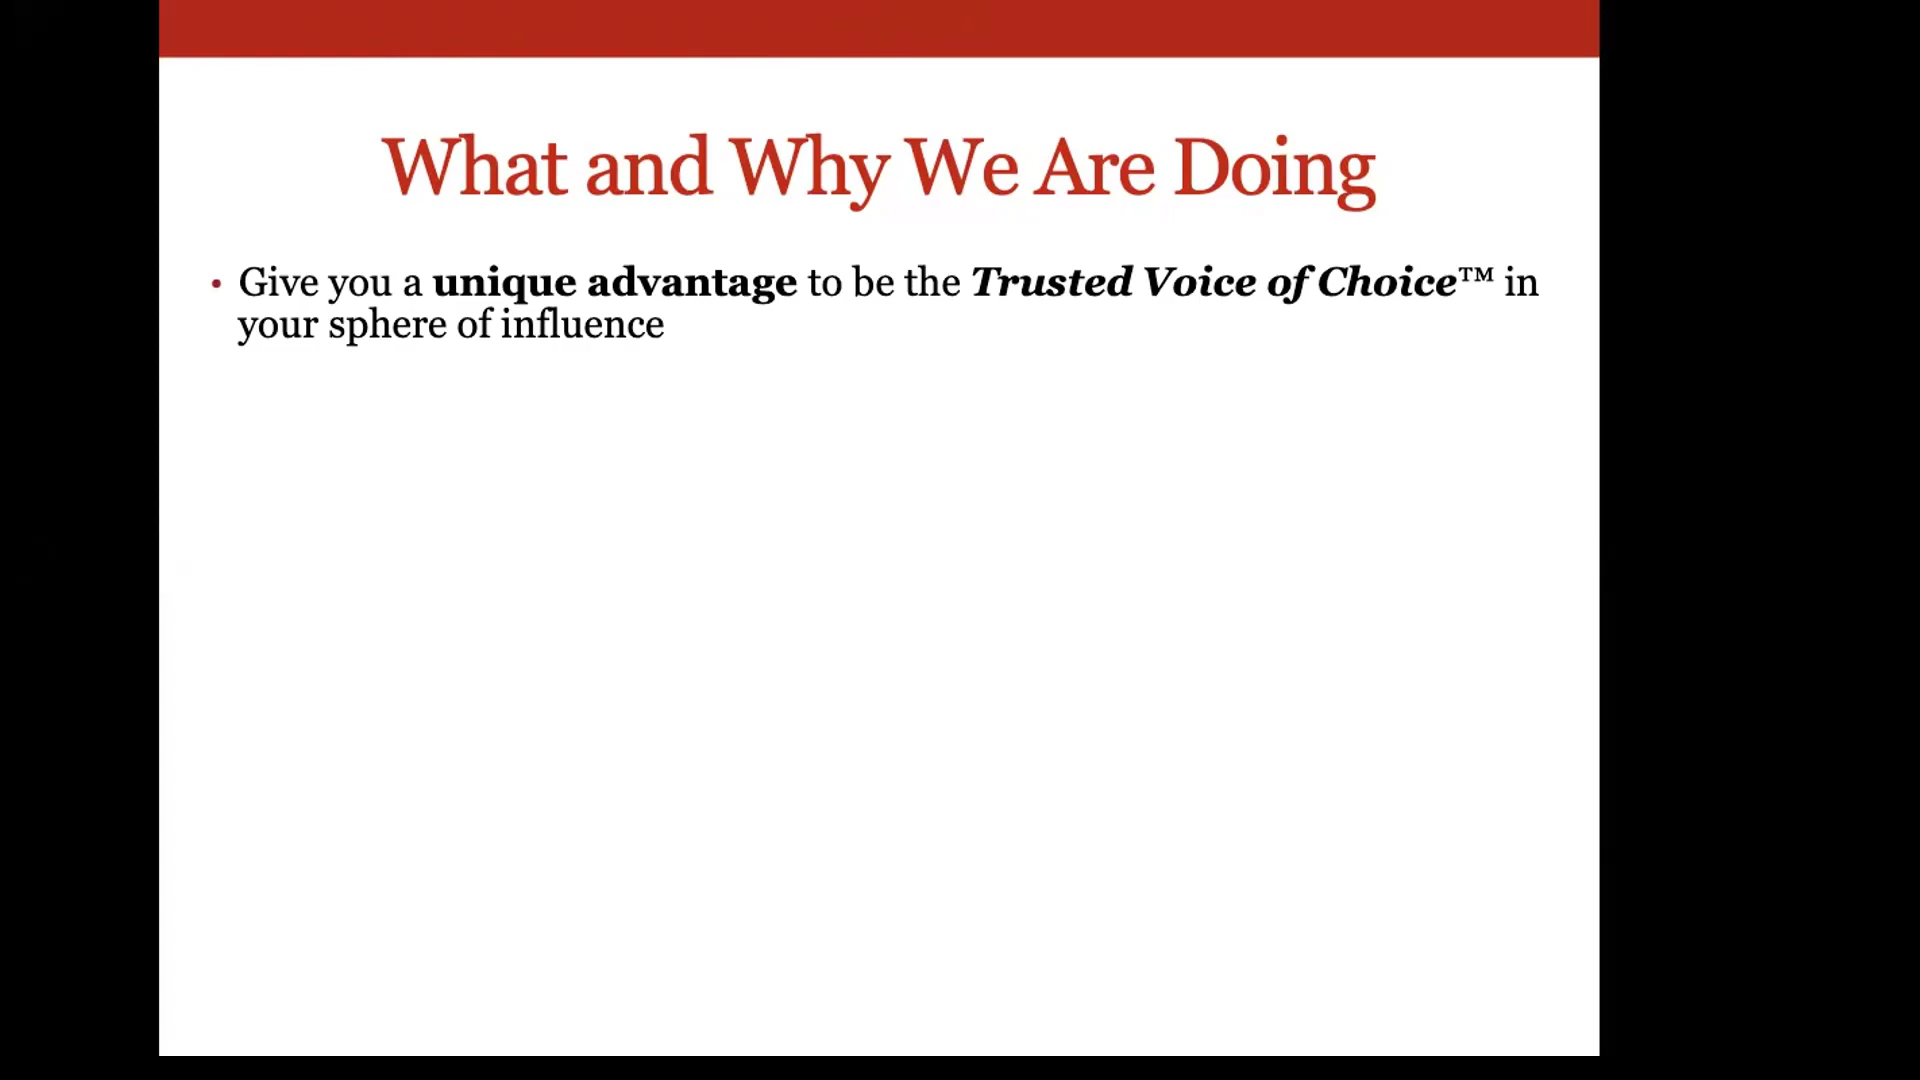 What and Why We Are Doing
• Give you a unique advantage to be the Trusted Voice of Choice™ in
your sphere of influence